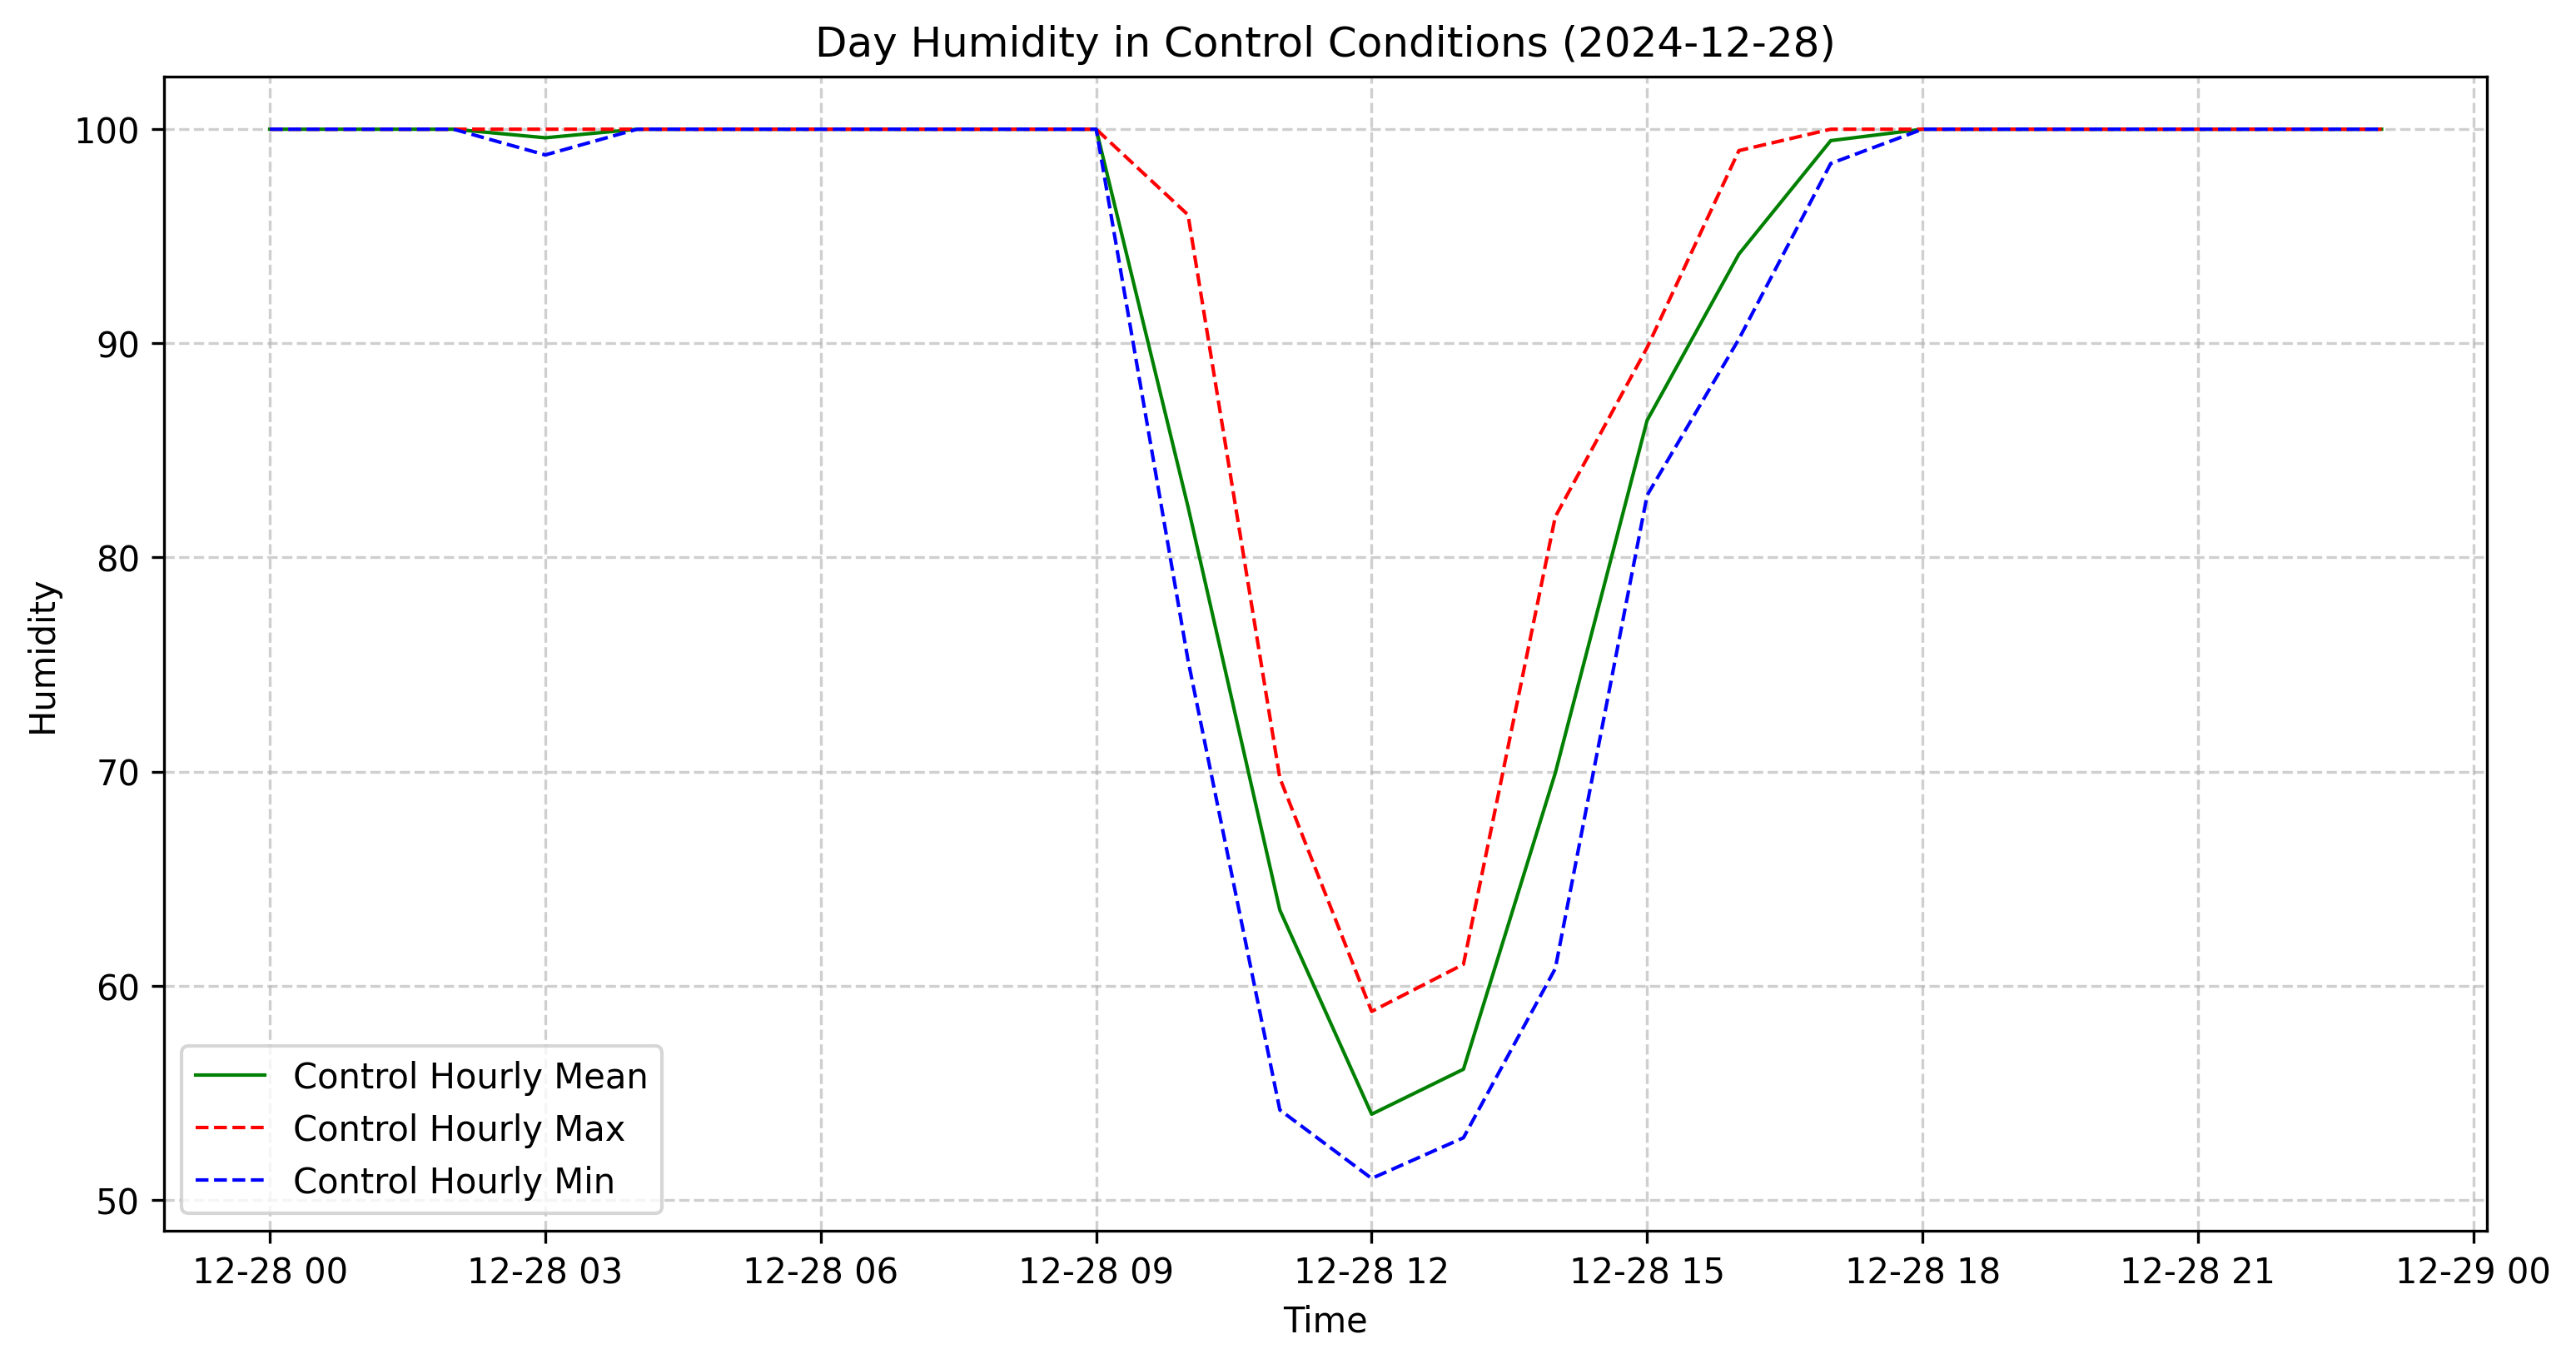 Day Humidity in Control Conditions (2024-12-28)
Humidity
100
90
80
70
60
50
Control Hourly Mean
Control Hourly Max
Control Hourly Min
12-28 00 12-28 03 12-28 06 12-28 09 12-28 12 12-28 15 12-28 18 12-28 21 12-29 00
Time